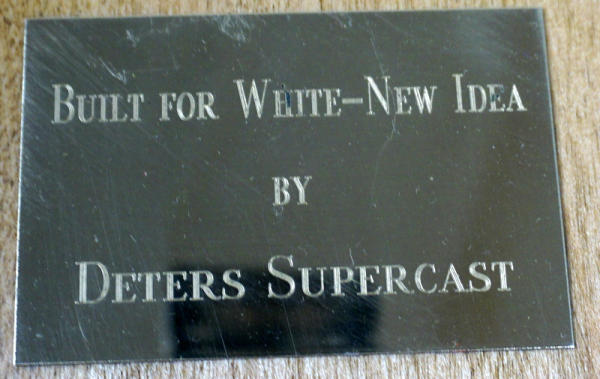 Built for White-New Idea
by
Deters Supercast